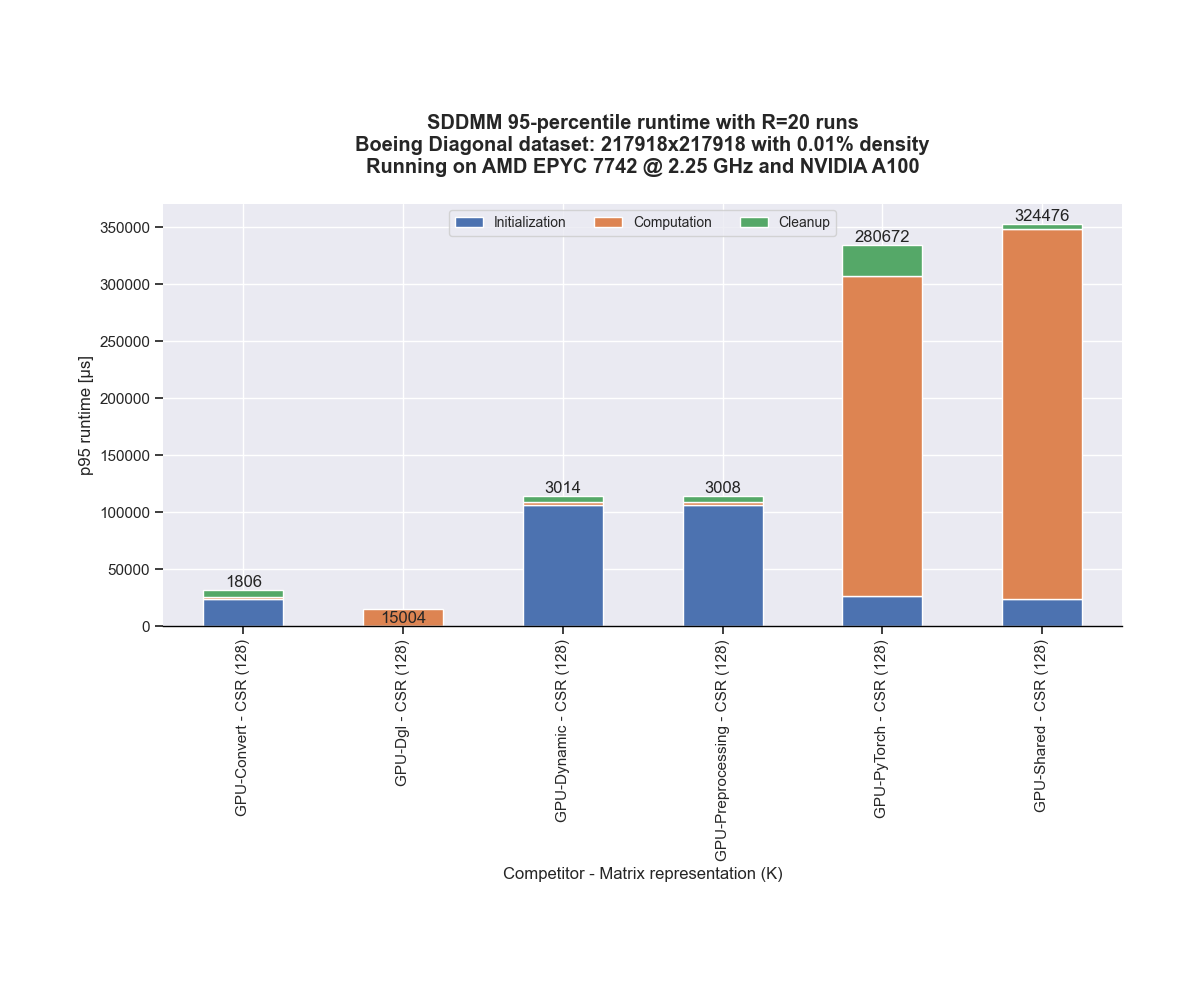 SDDMM 95-percentile runtime with R=20 runs
Boeing Diagonal dataset: 217918x217918 with 0.01% density
Running on AMD EPYC 7742 @ 2.25 GHz and NVIDIA A100
Initialization
Computation
Cleanup
p95 runtime [μs]
350000
300000
250000
200000
150000
100000
50000
0
1806
15004
3014
3008
280672
324476
GPU-Convert - CSR (128)
GPU-Dgl - CSR (128)
GPU-Dynamic - CSR (128)
GPU-Preprocessing - CSR (128)
GPU-PyTorch - CSR (128)
GPU-Shared - CSR (128)
Competitor - Matrix representation (K)